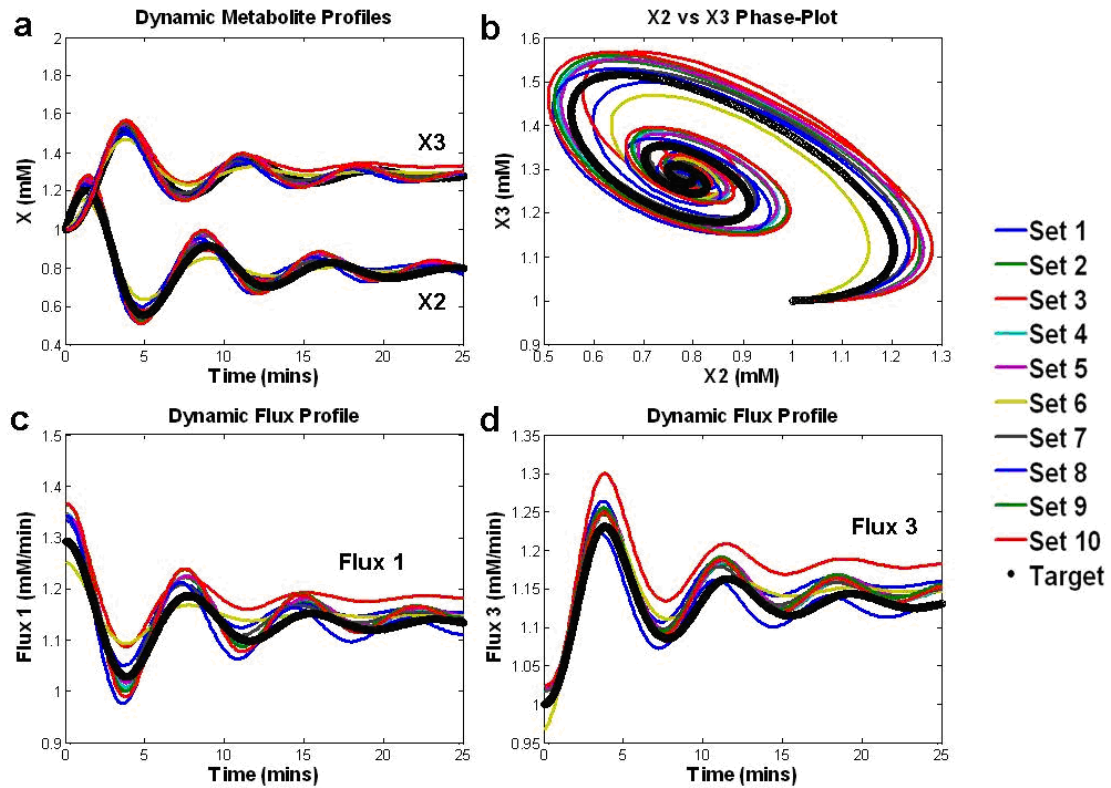 a
Dynamic Metabolite Profiles
2
1.8
1.6
1.4
1.2
1
0.8
0.6
0.4
X (mM)
X3
X2
0
5
10
15
20
25
Time (mins)
b
X2 vs X3 Phase-Plot
1.6
1.5
1.4
1.3
1.2
1.1
1
0.9
X3 (mM)
0.5
0.6
0.7
0.8
0.9
1
1.1
1.2
1.3
X2 (mM)
c
Dynamic Flux Profile
1.5
1.4
1.3
1.2
1.1
1
0.9
Flux 1 (mM/min)
Flux 1
0
5
10
15
20
25
Time (mins)
d
Dynamic Flux Profile
1.35
1.3
1.25
1.2
1.15
1.1
1.05
1
0.95
Flux 3 (mM/min)
Flux 3
0
5
10
15
20
25
Time (mins)
Set 1
Set 2
Set 3
Set 4
Set 5
Set 6
Set 7
Set 8
Set 9
Set 10
Target